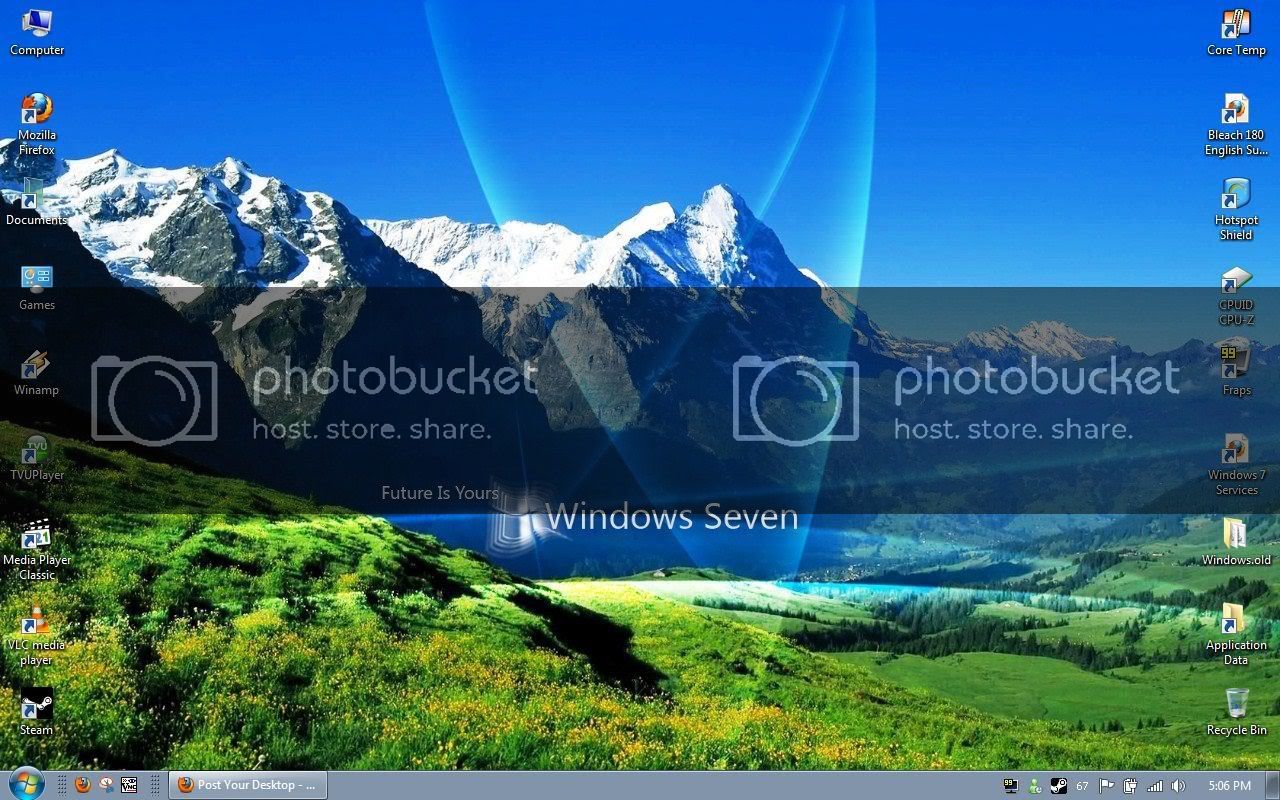 Computer
Mozilla
Firefox
Documents
Games
Winamp
TVUPlayer
Media Player
Classic
VLC media
player
Steam
Core Temp
Bleach 180
English Su...
Hotspot
Shield
CPUID
CPU-Z
99
Fraps
Windows 7
Services
Windows.old
Application
Data
Recycle Bin
photobucket
host. store. share.
photobucket
host. store. share.
Future Is Yours
Windows Seven
Post Your Desktop - ...
99
67
5:06 PM